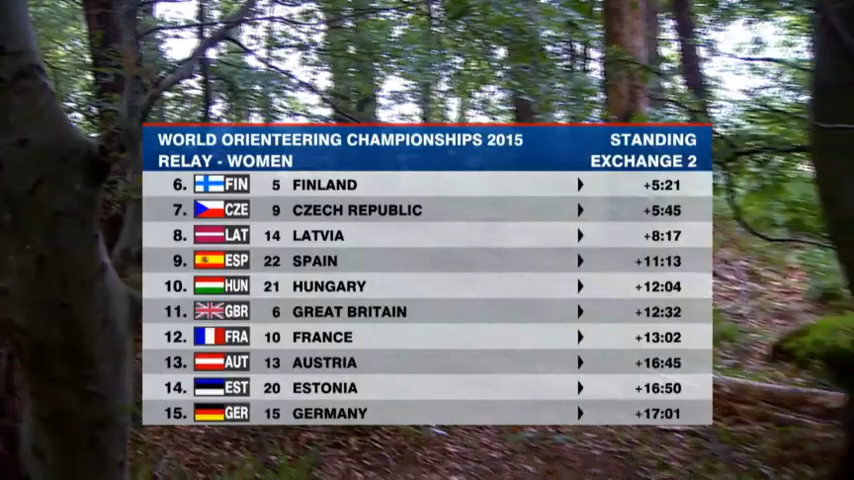 WORLD ORIENTEERING CHAMPIONSHIPS 2015 STANDING
RELAY - WOMEN EXCHANGE 2
6. FIN 5 FINLAND +5:21
7. CZE 9 CZECH REPUBLIC +5:45
8. LAT 14 LATVIA +8:17
9. ESP 22 SPAIN +11:13
10. HUN 21 HUNGARY +12:04
11. GBR 6 GREAT BRITAIN +12:32
12. FRA 10 FRANCE +13:02
13. AUT 13 AUSTRIA +16:45
14. EST 20 ESTONIA +16:50
15. GER 15 GERMANY +17:01